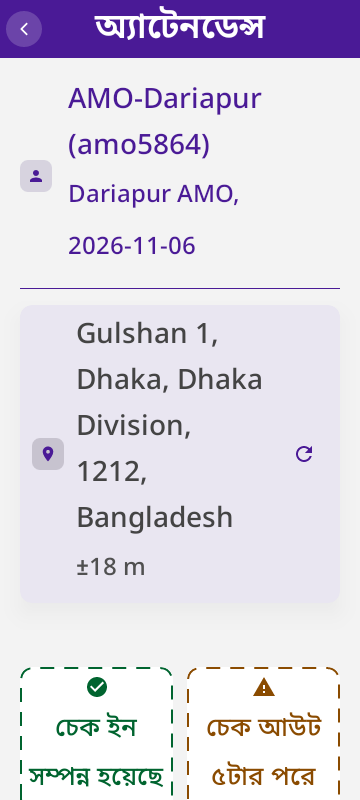 অ্যাটেনডেন্স
AMO-Dariapur
(amo5864)
Dariapur AMO,
2026-11-06
Gulshan 1,
Dhaka, Dhaka
Division,
1212,
Bangladesh
±18 m
চেক ইন
সম্পন্ন হয়েছে
চেক আউট
৫টার পরে